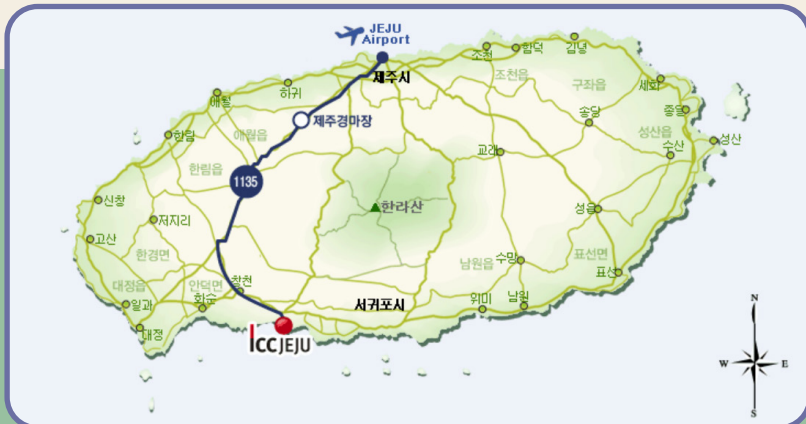 JEJU
Airport
제주시
조천
함덕
김녕
조천읍
구좌읍
세화
하귀
애월
제주경마장
송당
종달
한림
애월읍
성산읍
성산
교래
수산
한림읍
1135
신창
저지리
한라산
성읍
고산
한경면
남원읍
수망
표선면
표선
대정읍
안덕면
창천
일과
화순
서귀포시
위미
남원
대정
ICCJEJU
N
W
E
S